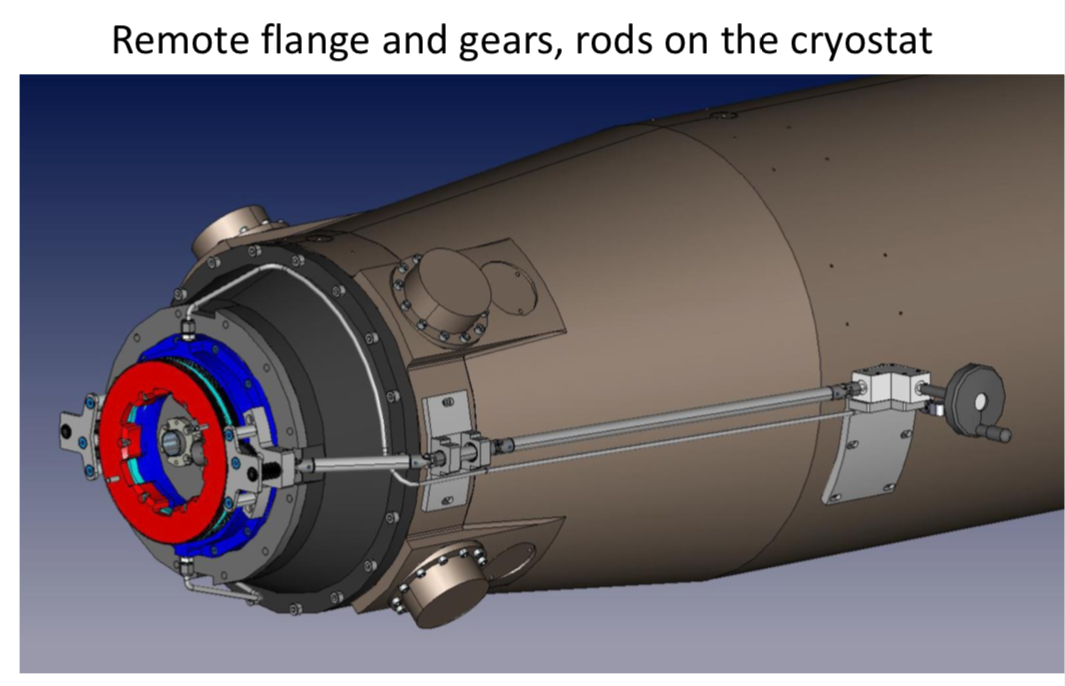 Remote flange and gears, rods on the cryostat